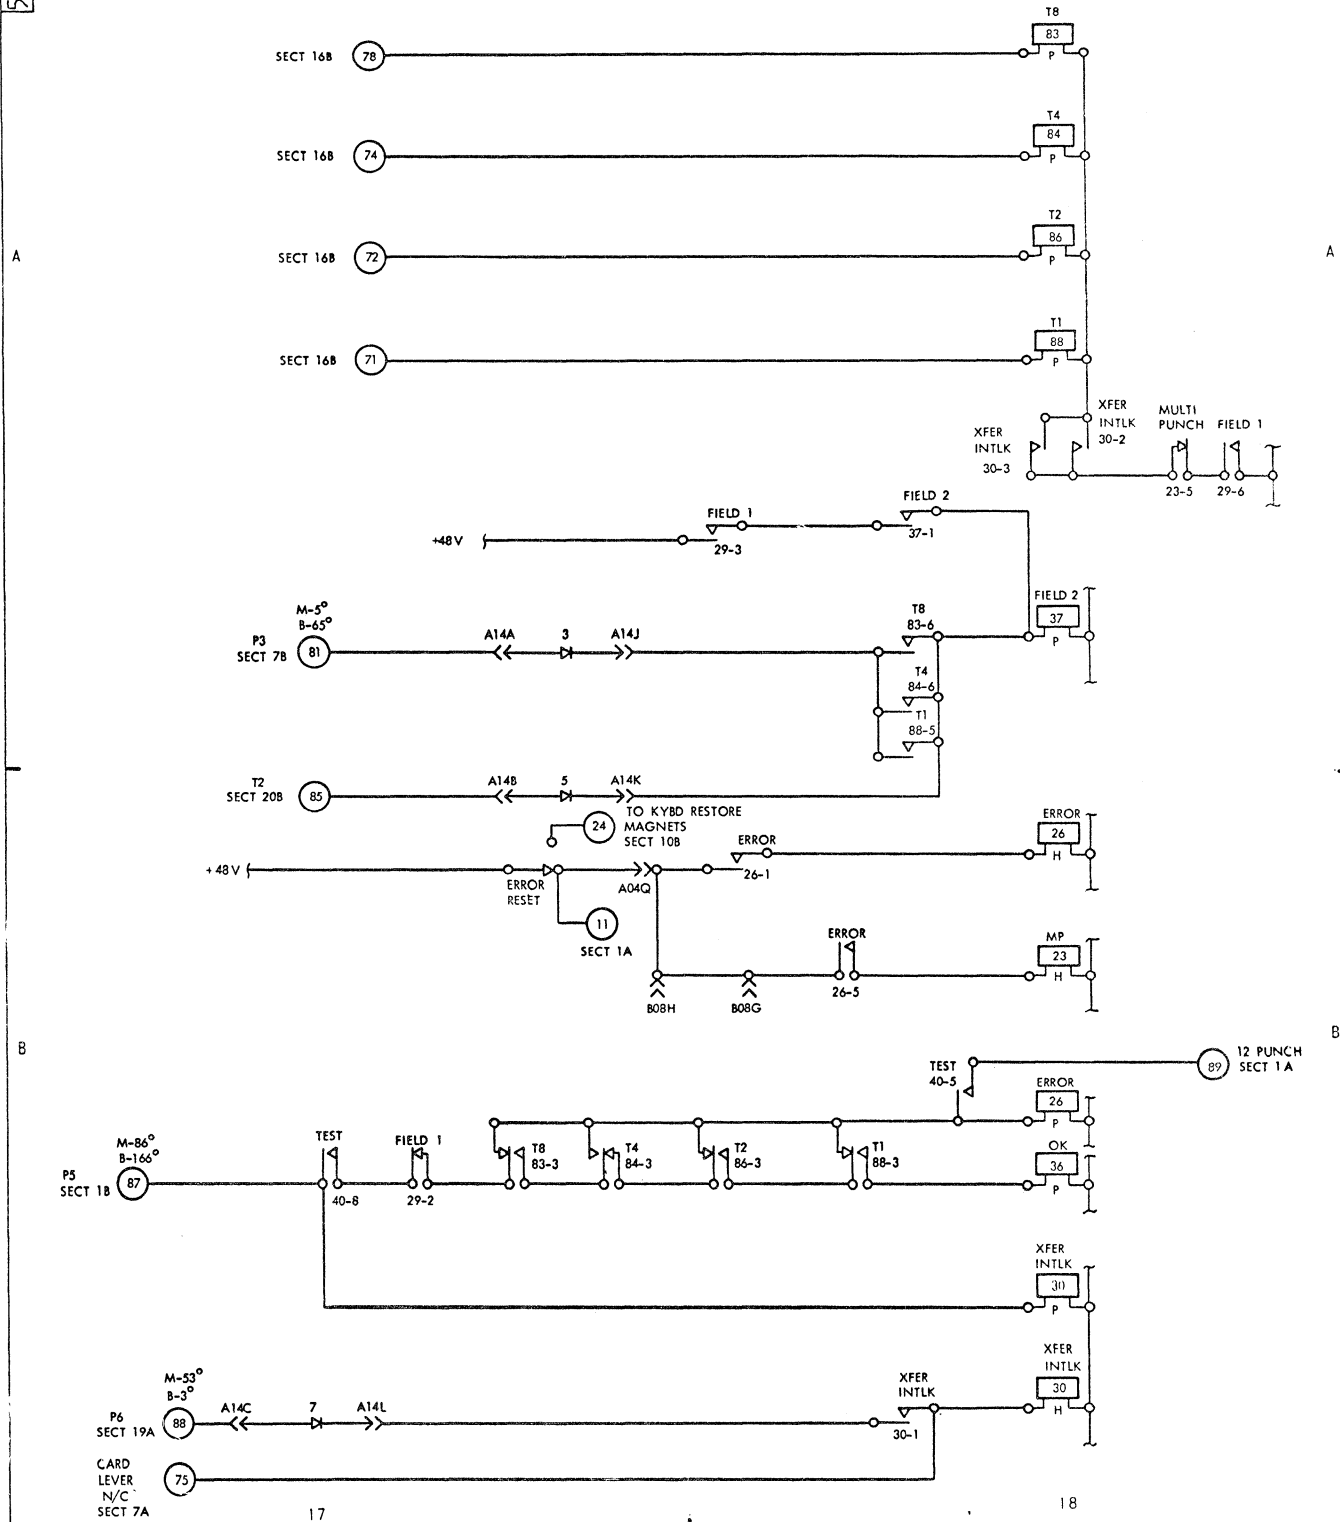 5
T8
83
SECT 16B
78
P
T4
84
SECT 16B
74
P
T2
86
A
SECT 16B
72
P
A
T1
88
SECT 16B
71
P
XFER
INTLK
30-3
XFER
INTLK
30-2
MULTI
PUNCH
23-5
FIELD 1
29-6
+48V
FIELD 1
29-3
FIELD 2
37-1
FIELD 2
37
P
M-5°
B-65°
P3
SECT 7B
81
A14A
3
A14J
T8
83-6
T4
84-6
T1
88-5
T2
SECT 20B
85
A14B
5
A14K
24
TO KYBD RESTORE
MAGNETS
SECT 10B
ERROR
26
H
+48V
ERROR
RESET
A04Q
ERROR
26-1
11
SECT 1A
ERROR
26-5
MP
23
H
B08H
B08G
B
B
TEST
40-5
89
12 PUNCH
SECT 1A
ERROR
26
P
M-86°
B-166°
P5
SECT 1B
87
TEST
40-8
FIELD 1
29-2
T8
83-3
T4
84-3
T2
86-3
T1
88-3
OK
36
P
XFER
INTLK
30
P
XFER
INTLK
30
H
M-53°
B-3°
P6
SECT 19A
88
A14C
7
A14L
XFER
INTLK
30-1
CARD
LEVER
N/C
SECT 7A
75
17
18